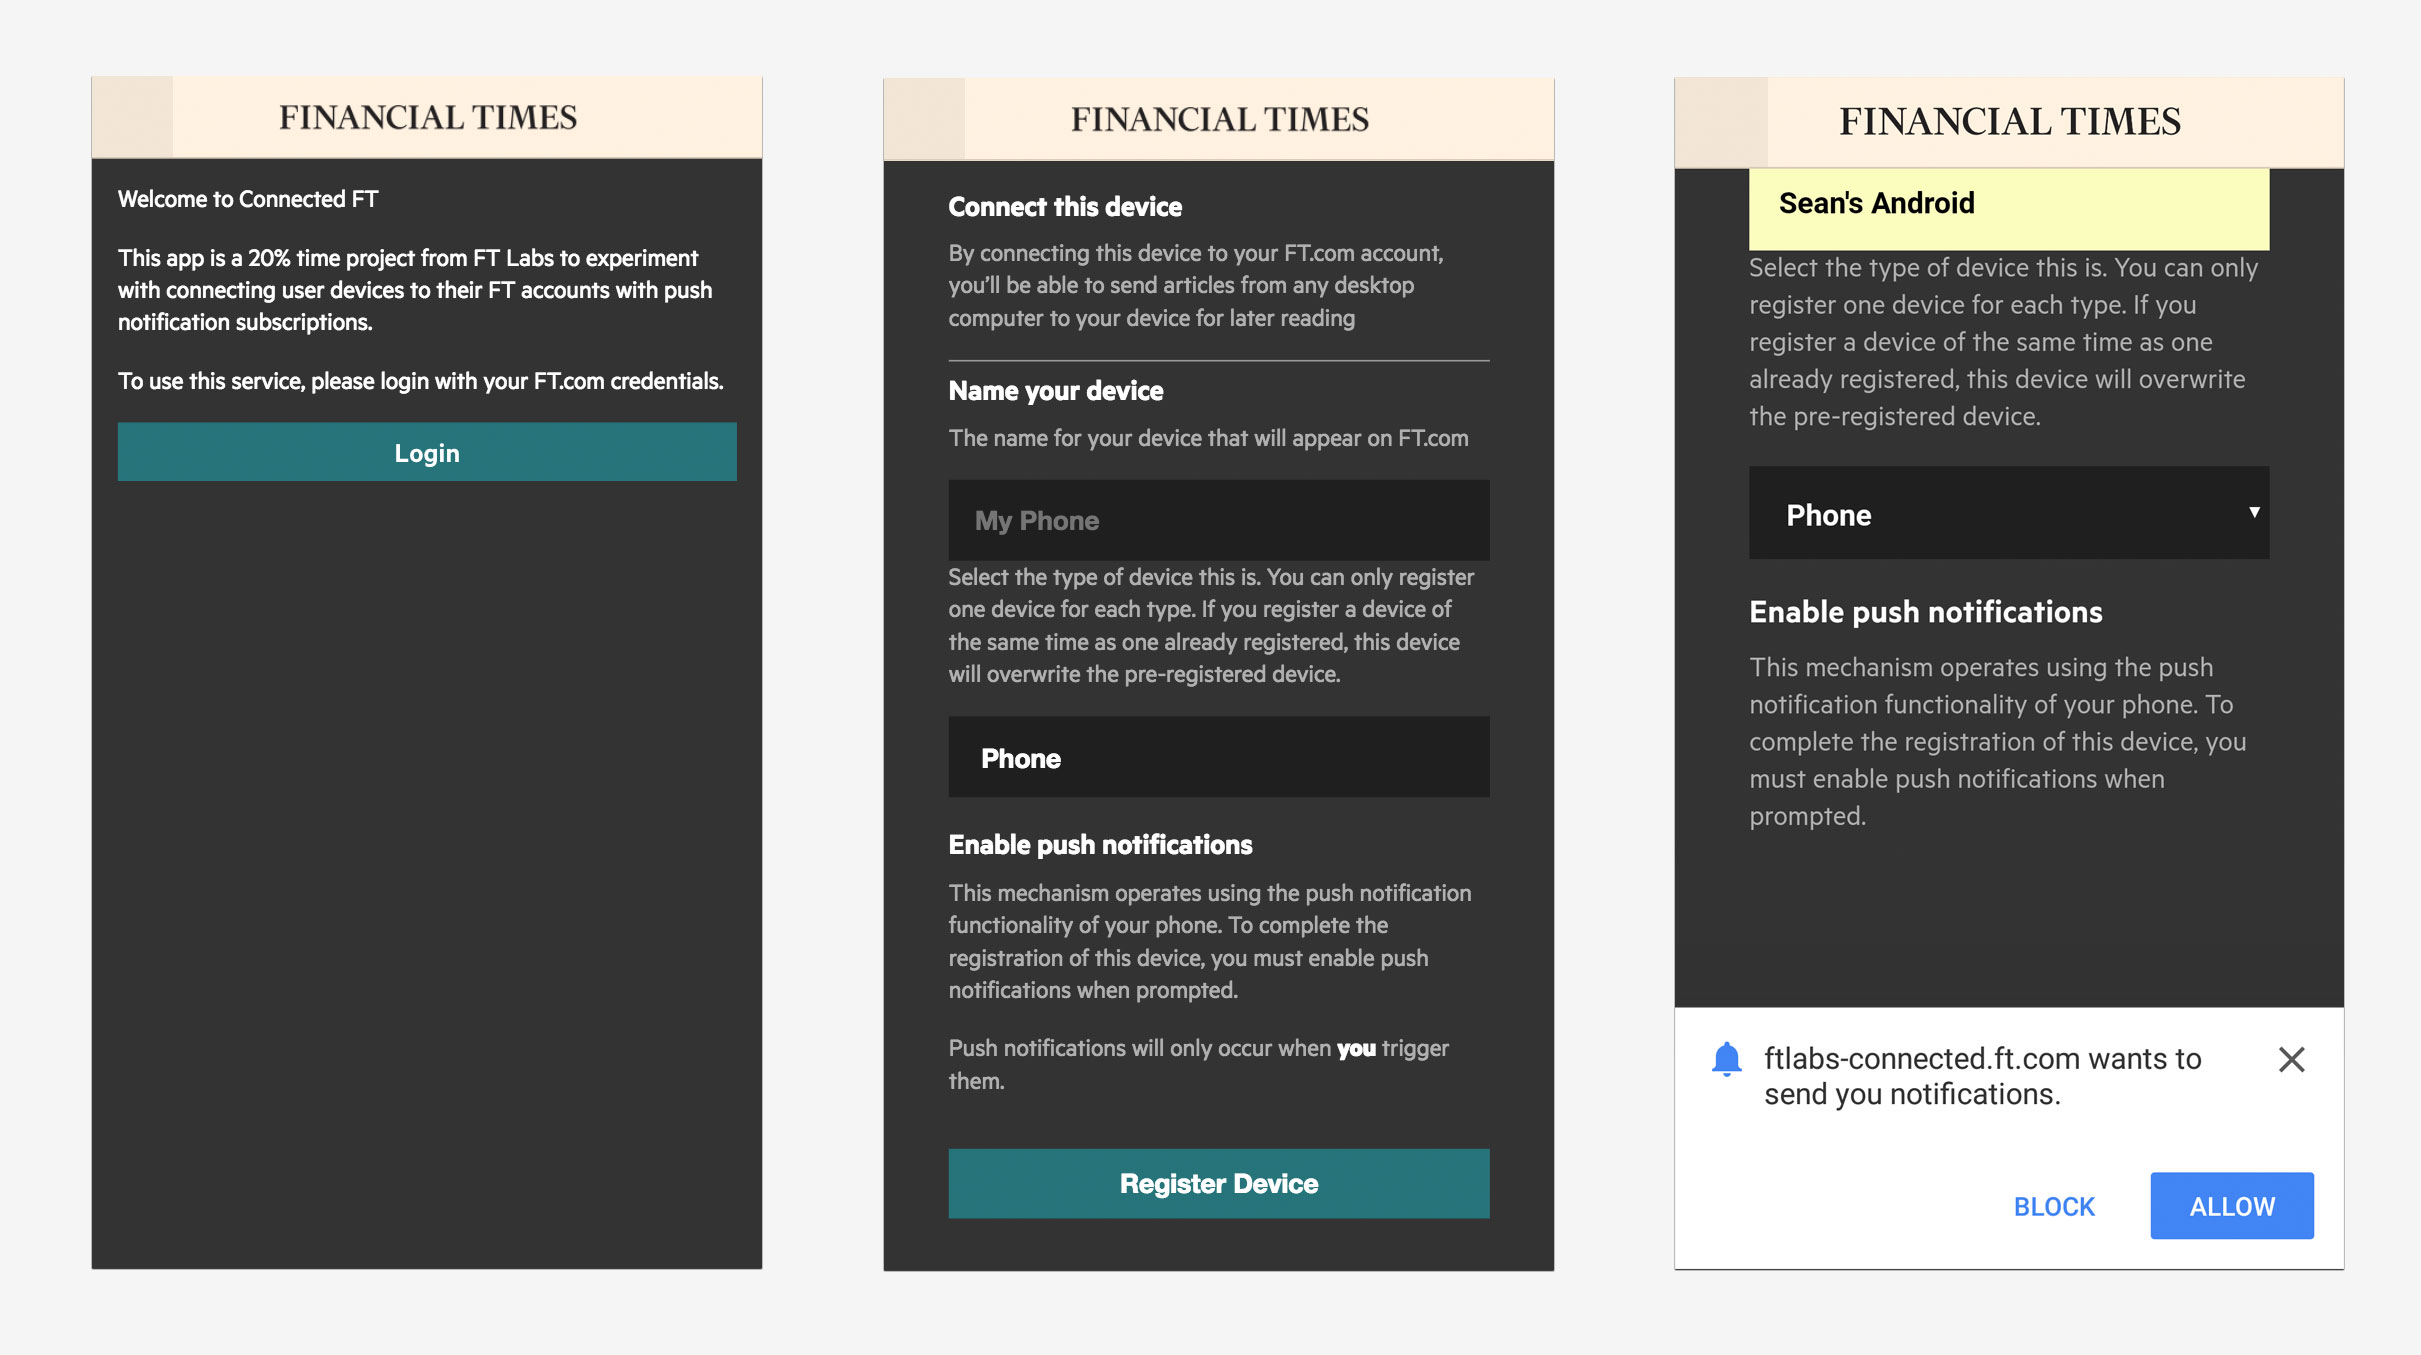 FINANCIAL TIMES
Welcome to Connected FT
This app is a 20% time project from FT Labs to experiment
with connecting user devices to their FT accounts with push
notification subscriptions.
To use this service, please login with your FT.com credentials.
Login
FINANCIAL TIMES
Connect this device
By connecting this device to your FT.com account,
you'll be able to send articles from any desktop
computer to your device for later reading
Name your device
The name for your device that will appear on FT.com
My Phone
Select the type of device this is. You can only register
one device for each type. If you register a device of
the same time as one already registered, this device
will overwrite the pre-registered device.
Phone
Enable push notifications
This mechanism operates using the push notification
functionality of your phone. To complete the
registration of this device, you must enable push
notifications when prompted.
Push notifications will only occur when you trigger
them.
Register Device
FINANCIAL TIMES
Sean's Android
Select the type of device this is. You can only
register one device for each type. If you
register a device of the same time as one
already registered, this device will overwrite
the pre-registered device.
Phone
Enable push notifications
This mechanism operates using the push
notification functionality of your phone. To
complete the registration of this device, you
must enable push notifications when
prompted.
ftlabs-connected.ft.com wants to
send you notifications.
BLOCK
ALLOW